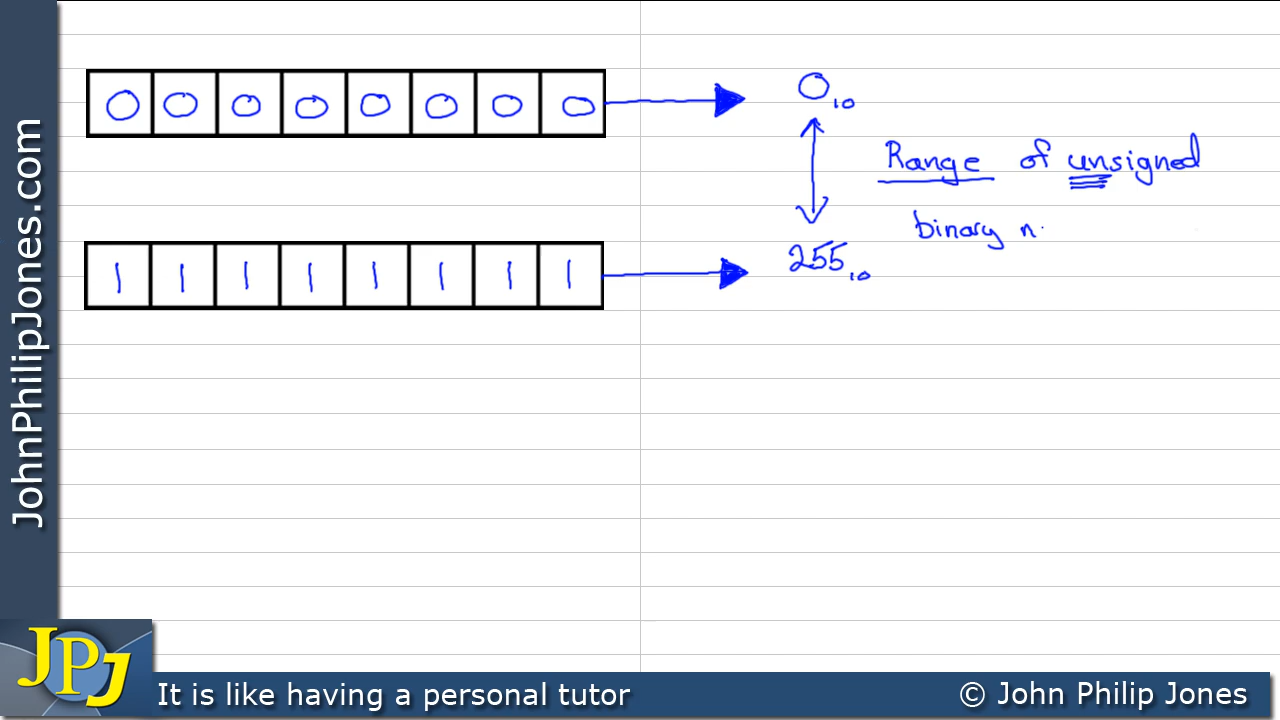 0 0 0 0 0 0 0 0
0₁₀
Range of unsigned
binary n
1 1 1 1 1 1 1 1
255₁₀
JohnPhilipJones.com
JPJ
It is like having a personal tutor
© John Philip Jones